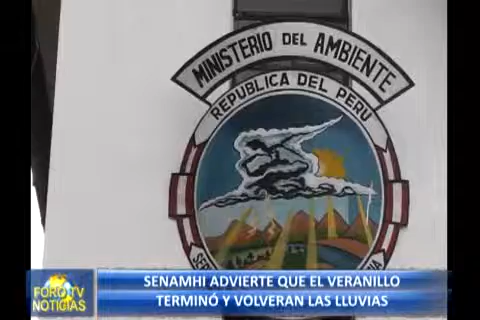 MINISTERIO DEL AMBIENTE
REPUBLICA DEL PERU
SENAMHI ADVIERTE QUE EL VERANILLO
TERMINÓ Y VOLVERAN LAS LLUVIAS
FORO TV
NOTICIAS